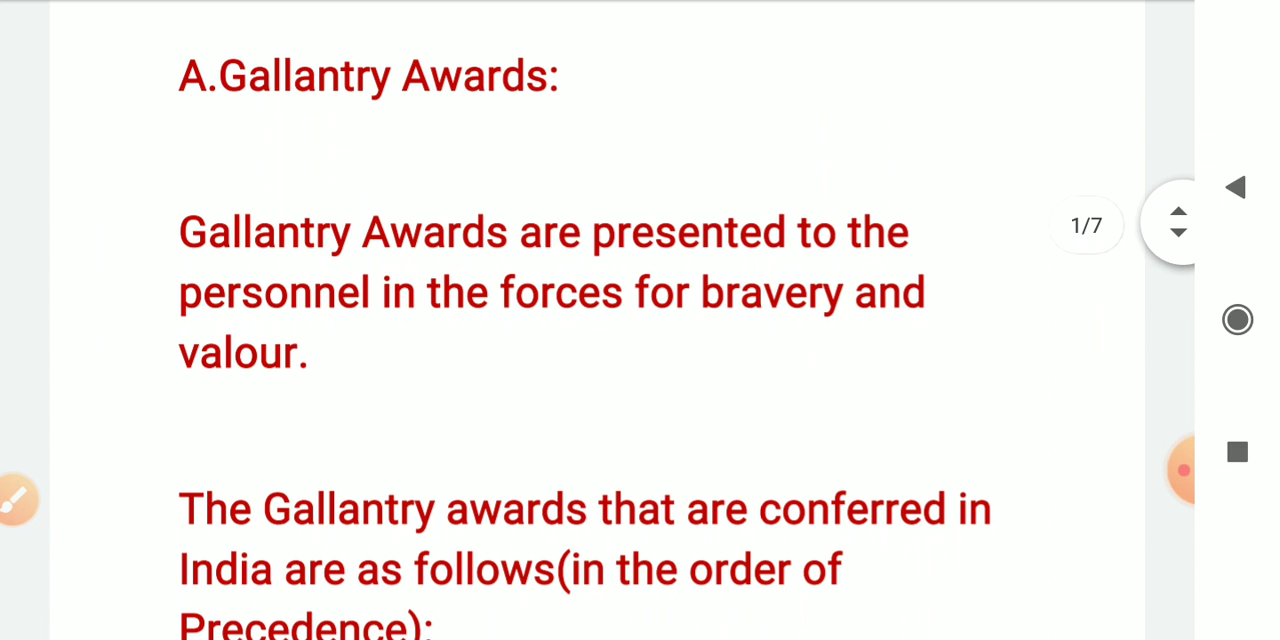 A.Gallantry Awards:
Gallantry Awards are presented to the
personnel in the forces for bravery and
valour.
1/7
The Gallantry awards that are conferred in
India are as follows(in the order of
Precedence):